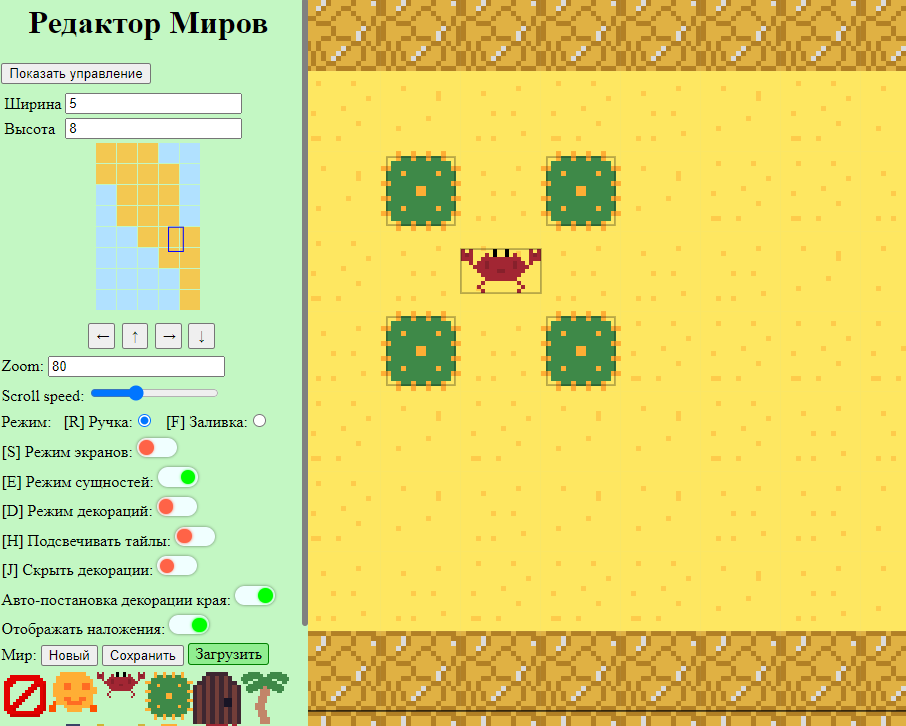 Редактор Миров
Показать управление
Ширина 5
Высота 8
← ↑ → ↓
Zoom: 80
Scroll speed:
Режим: [R] Ручка: [F] Заливка:
[S] Режим экранов:
[E] Режим сущностей:
[D] Режим декораций:
[H] Подсвечивать тайлы:
[J] Скрыть декорации:
Авто-постановка декорации края:
Отображать наложения:
Мир: Новый Сохранить Загрузить